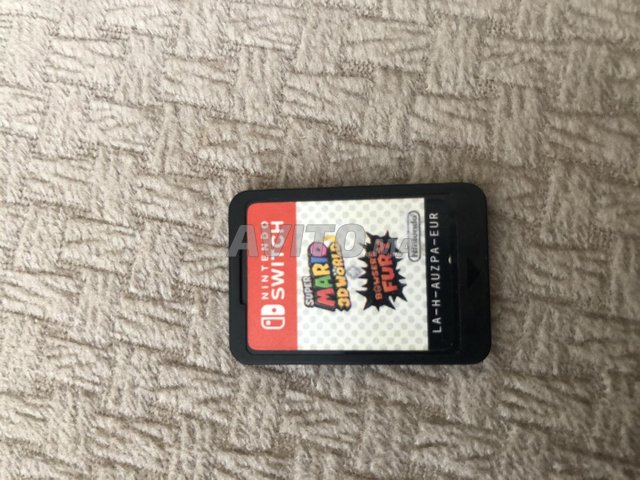 NINTENDO
SWITCH
SUPER
MARIO
3D WORLD
BOWSER'S
FURY
Nintendo
LA-H-AUZPA-EUR
AVITO